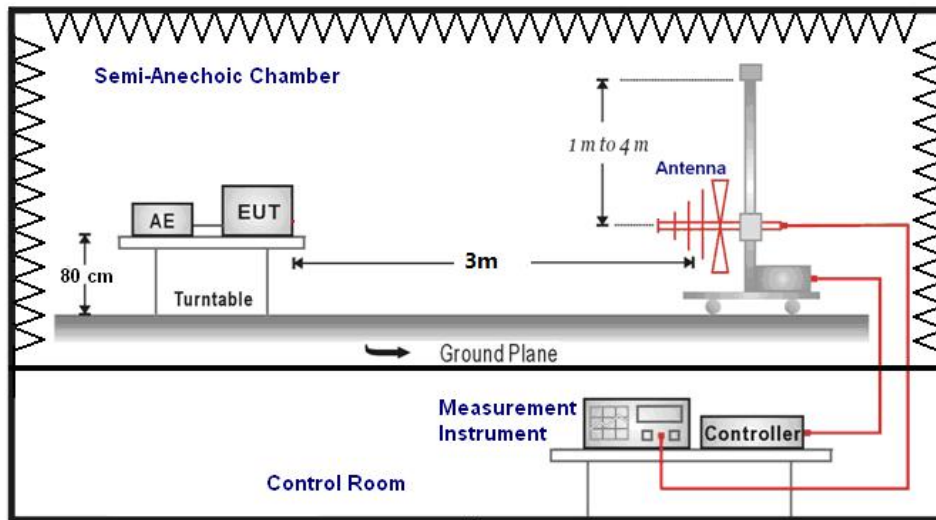 Semi-Anechoic Chamber
1 m to 4 m
Antenna
AE
EUT
80 cm
3m
Turntable
Ground Plane
Measurement
Instrument
Controller
Control Room